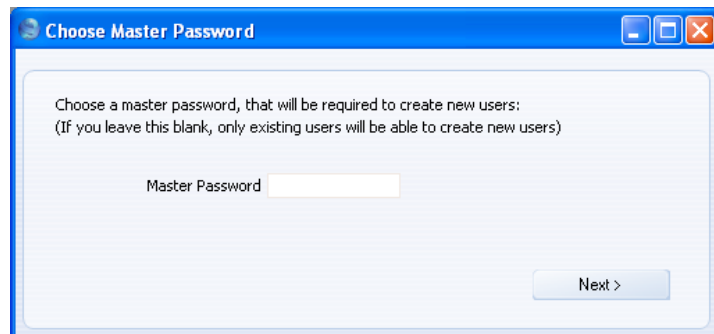 Choose Master Password
Choose a master password, that will be required to create new users:
(If you leave this blank, only existing users will be able to create new users)
Master Password
Next >